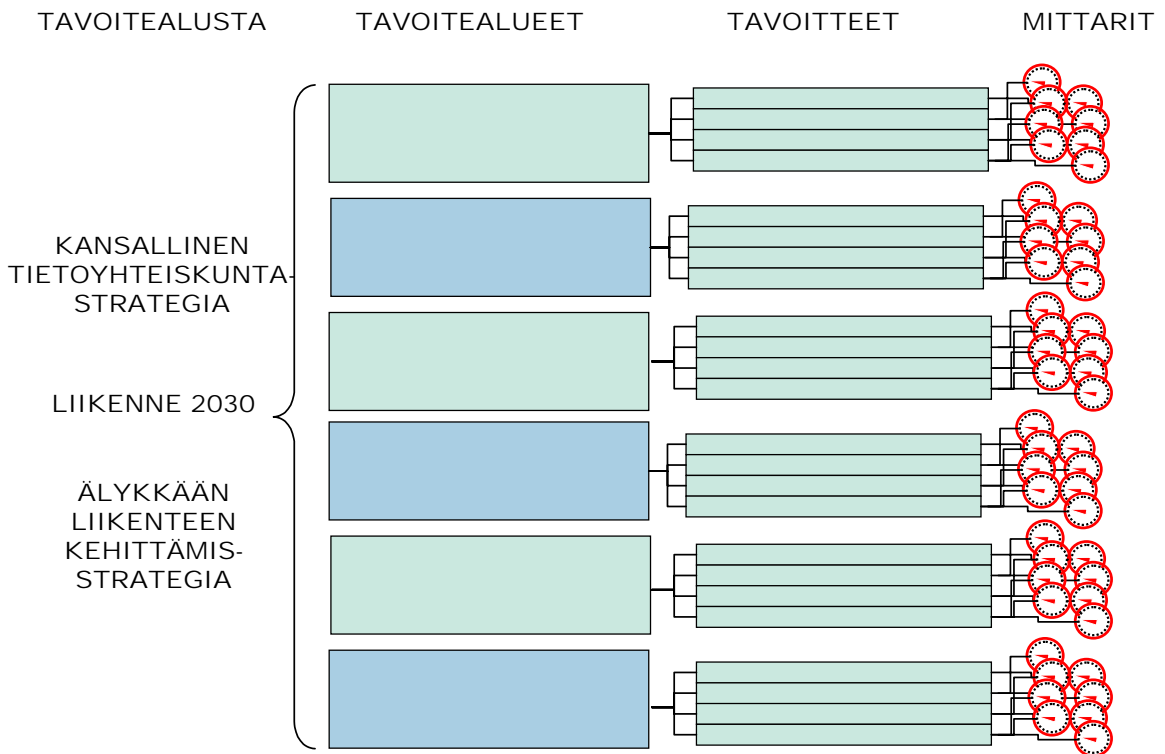 TAVOITEALUSTA
TAVOITEALUEET
TAVOITTEET
MITTARIT
KANSALLINEN
TIETOYHTEISKUNTA-
STRATEGIA
LIIKENNE 2030
ÄLYKKÄÄN
LIIKENTEEN
KEHITTÄMIS-
STRATEGIA